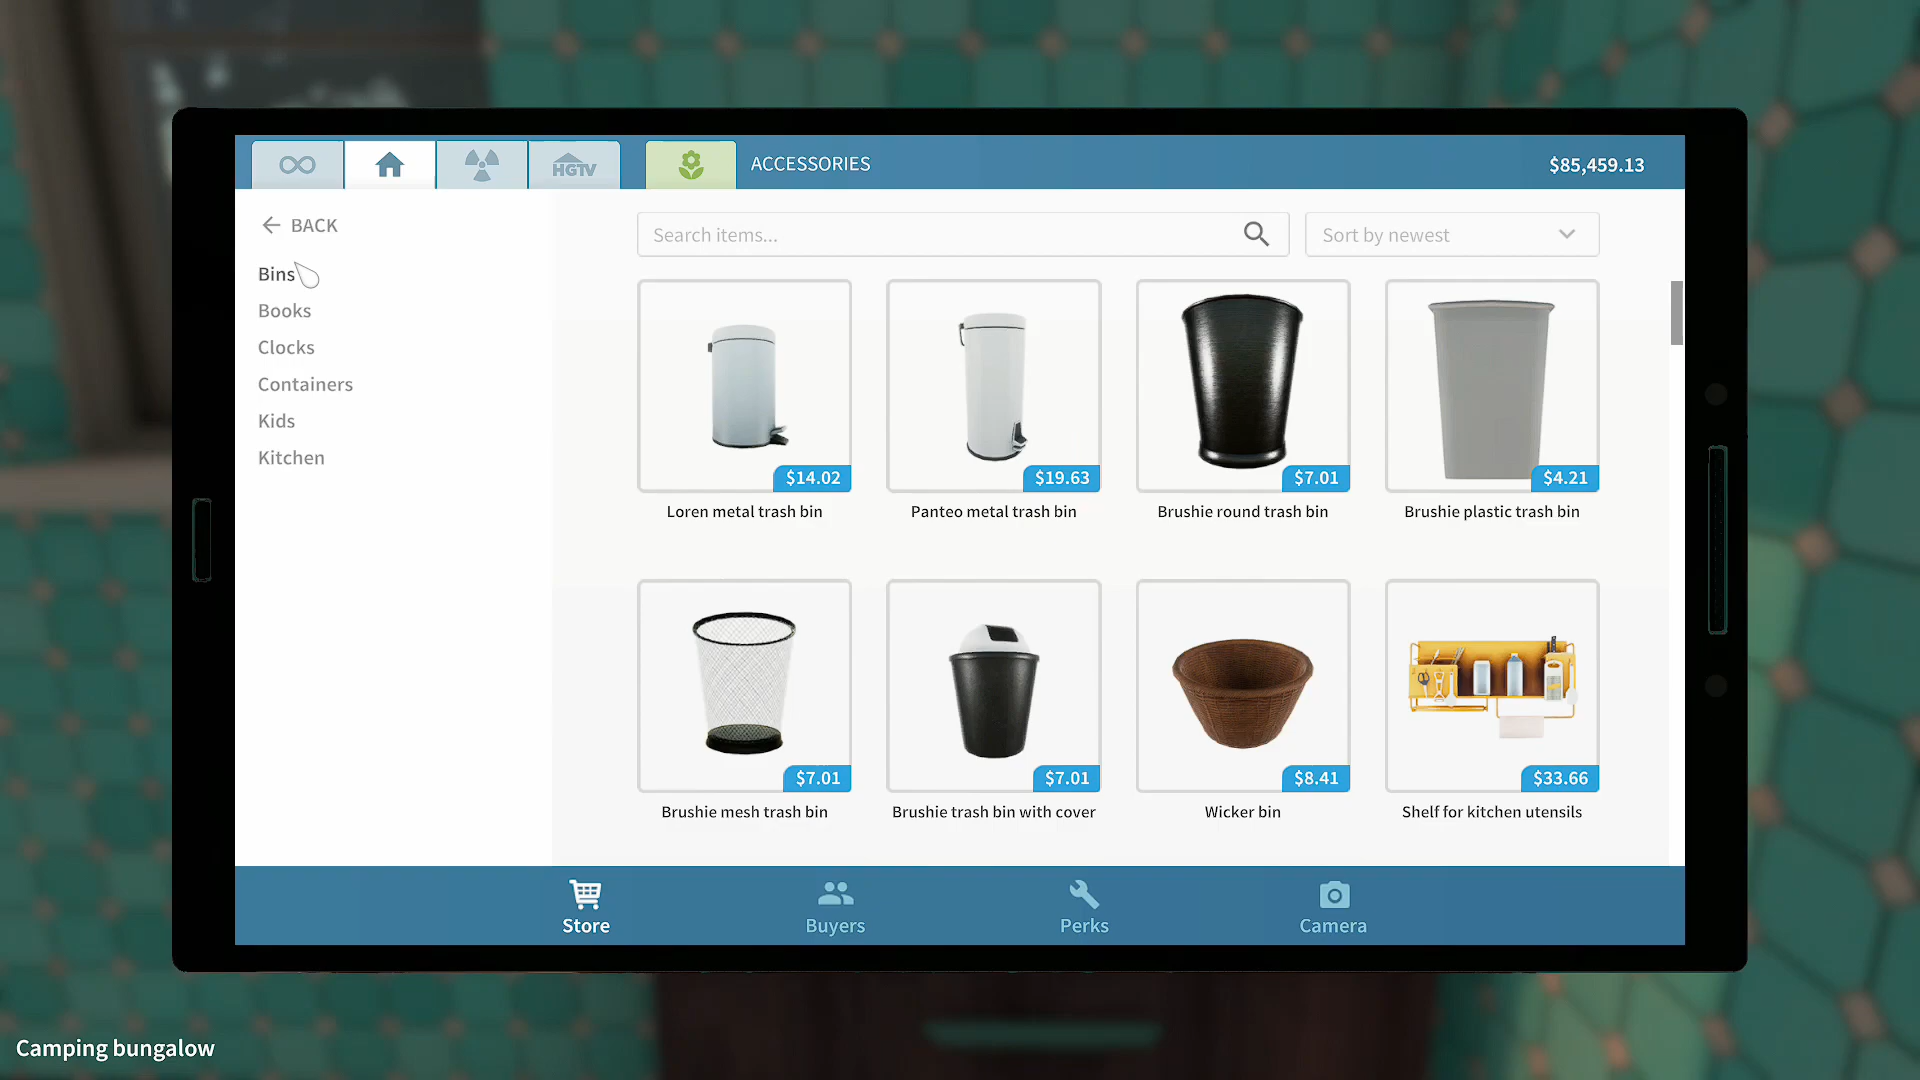 HGTV
ACCESSORIES
$85,459.13
BACK
Search items...
Sort by newest
Bins
Books
Clocks
Containers
Kids
Kitchen
$14.02
$19.63
$7.01
$4.21
Loren metal trash bin
Panteo metal trash bin
Brushie round trash bin
Brushie plastic trash bin
$7.01
$7.01
$8.41
$33.66
Brushie mesh trash bin
Brushie trash bin with cover
Wicker bin
Shelf for kitchen utensils
Store
Buyers
Perks
Camera
Camping bungalow